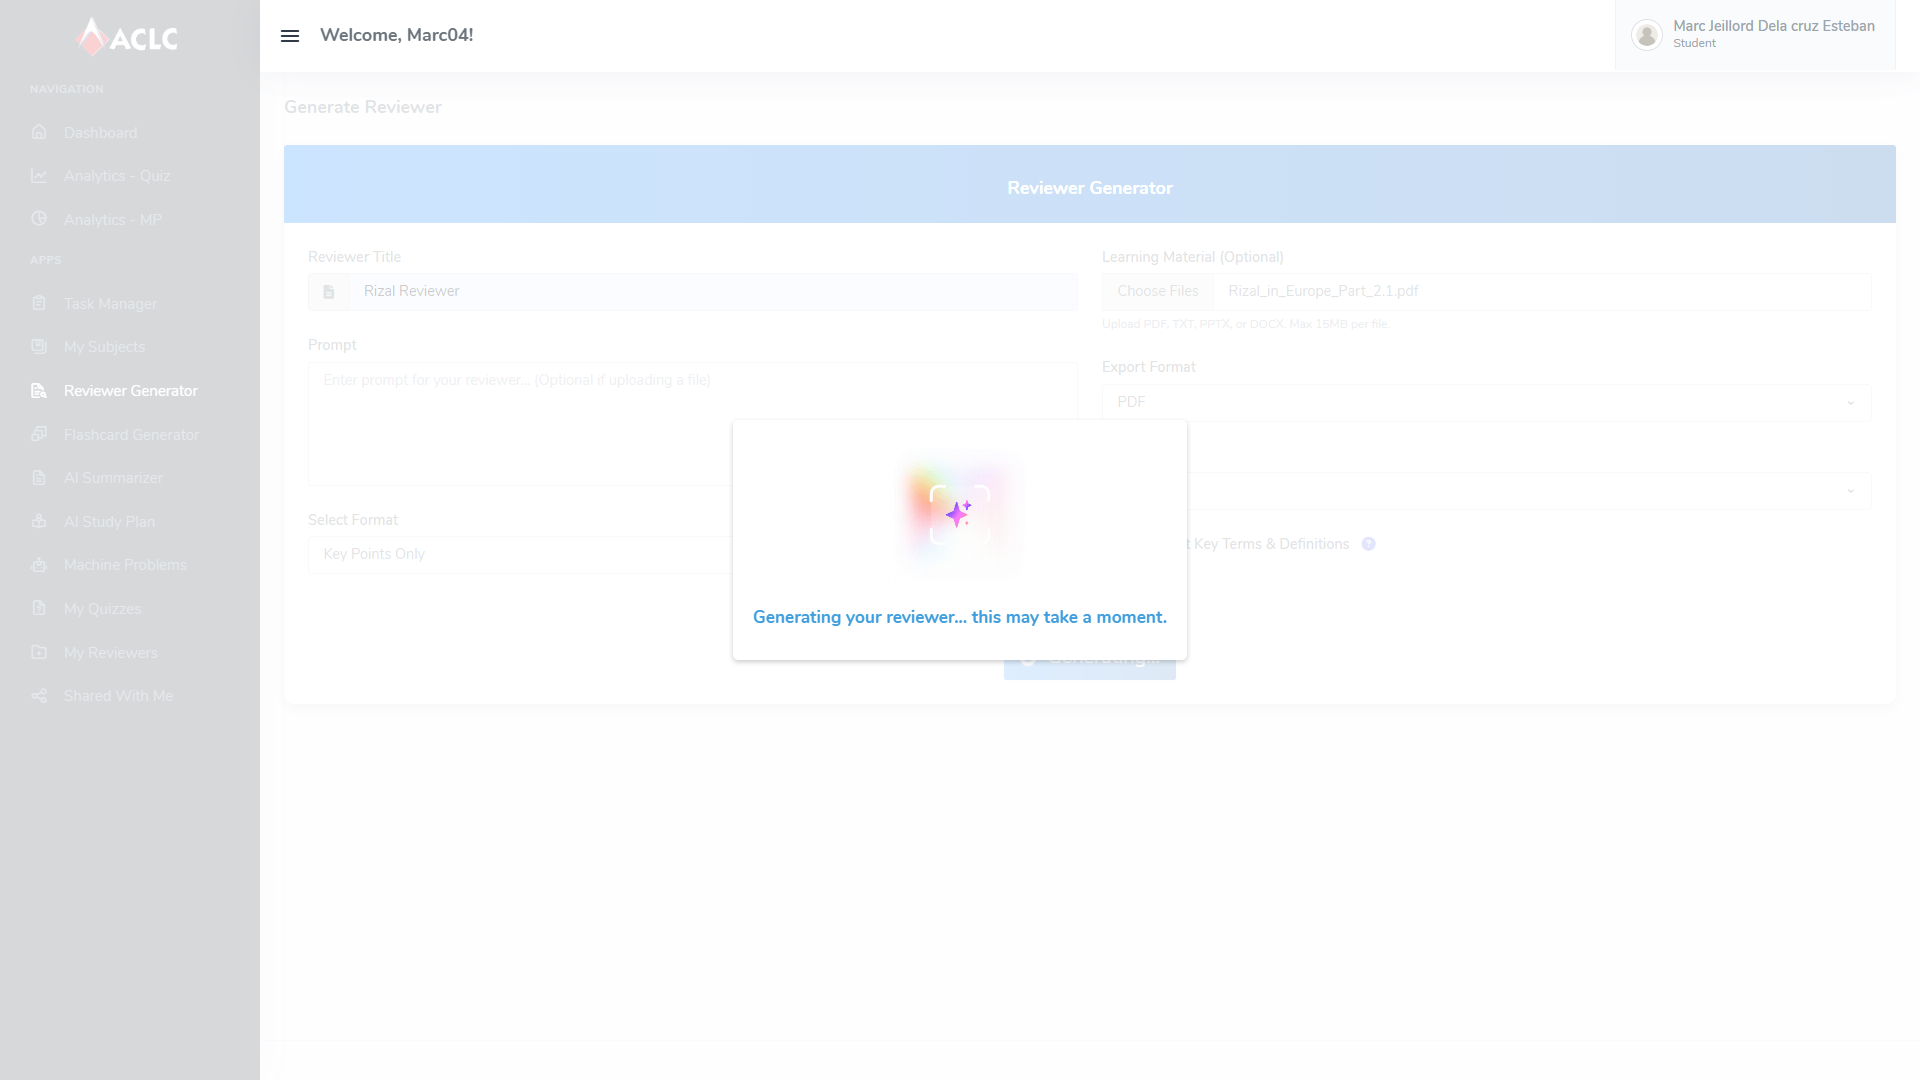 ACLC
Welcome, Marc04!
Marc Jeillord Dela cruz Esteban
Student
NAVIGATION
Dashboard
Analytics - Quiz
Analytics - MP
APPS
Task Manager
My Subjects
Reviewer Generator
Flashcard Generator
AI Summarizer
AI Study Plan
Machine Problems
My Quizzes
My Reviewers
Shared With Me
Generate Reviewer
Reviewer Generator
Reviewer Title
Rizal Reviewer
Prompt
Enter prompt for your reviewer... (Optional if uploading a file)
Select Format
Key Points Only
Learning Material (Optional)
Choose Files Rizal_in_Europe_Part_2.1.pdf
Upload PDF, TXT, PPTX, or DOCX. Max 15MB per file.
Export Format
PDF
Key Terms & Definitions
Generating your reviewer... this may take a moment.
Generating...